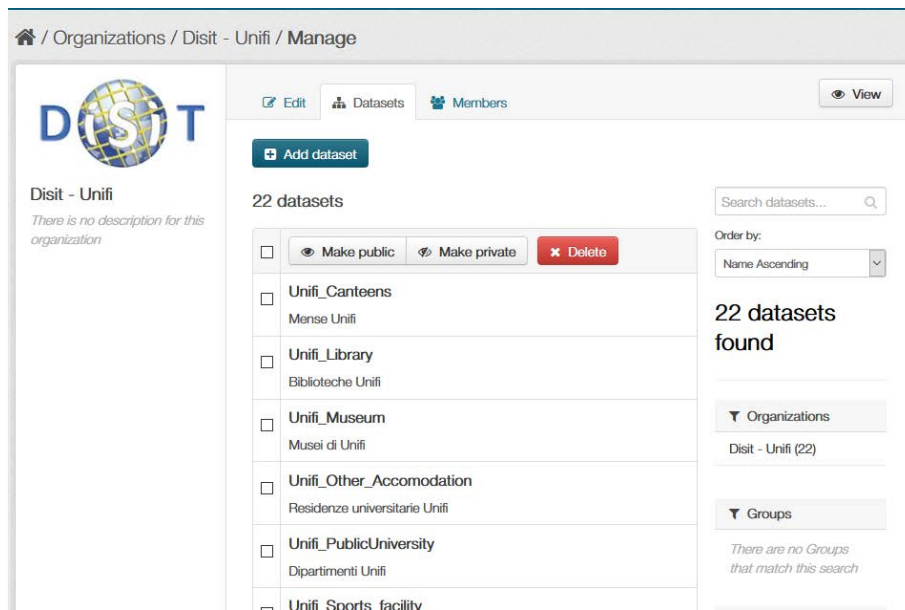 / Organizations / Disit - Unifi / Manage
DISIT
Disit - Unifi
There is no description for this
organization
Edit
Datasets
Members
View
Add dataset
22 datasets
Make public
Make private
Delete
Unifi_Canteens
Mense Unifi
Unifi_Library
Biblioteche Unifi
Unifi_Museum
Musei di Unifi
Unifi_Other_Accomodation
Residenze universitarie Unifi
Unifi_PublicUniversity
Dipartimenti Unifi
Unifi_Sports_facility
Search datasets...
Order by:
Name Ascending
22 datasets
found
Organizations
Disit - Unifi (22)
Groups
There are no Groups
that match this search